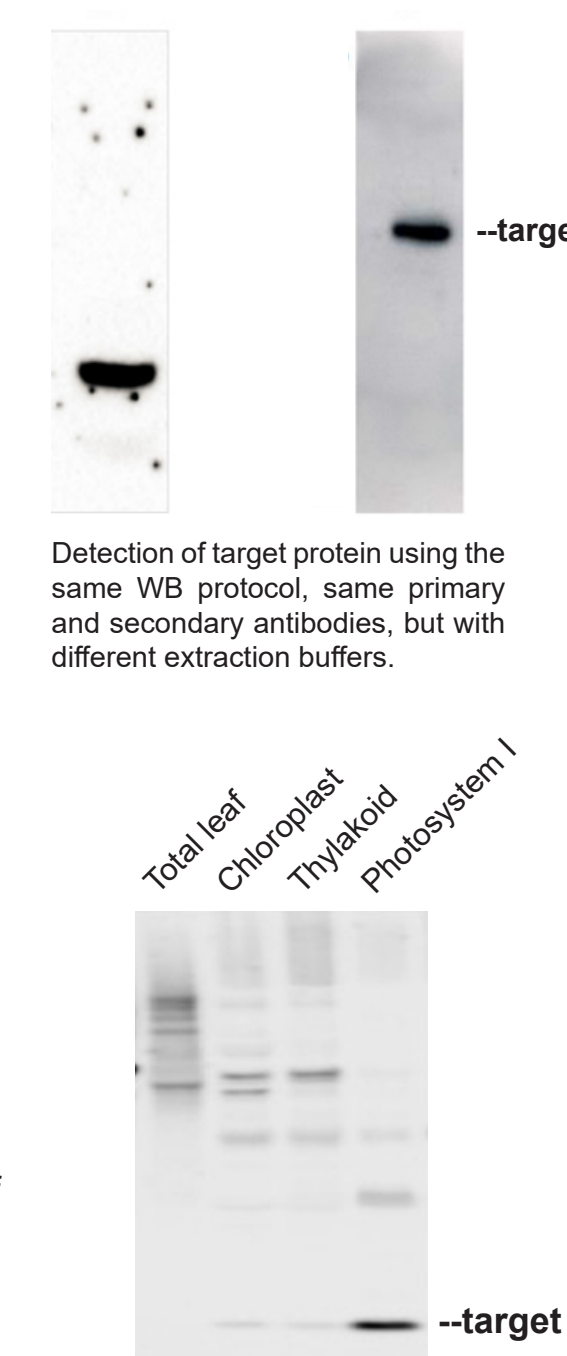 --targe
Detection of target protein using the
same WB protocol, same primary
and secondary antibodies, but with
different extraction buffers.
Total leaf
Chloroplast
Thylakoid
Photosystem I
--target